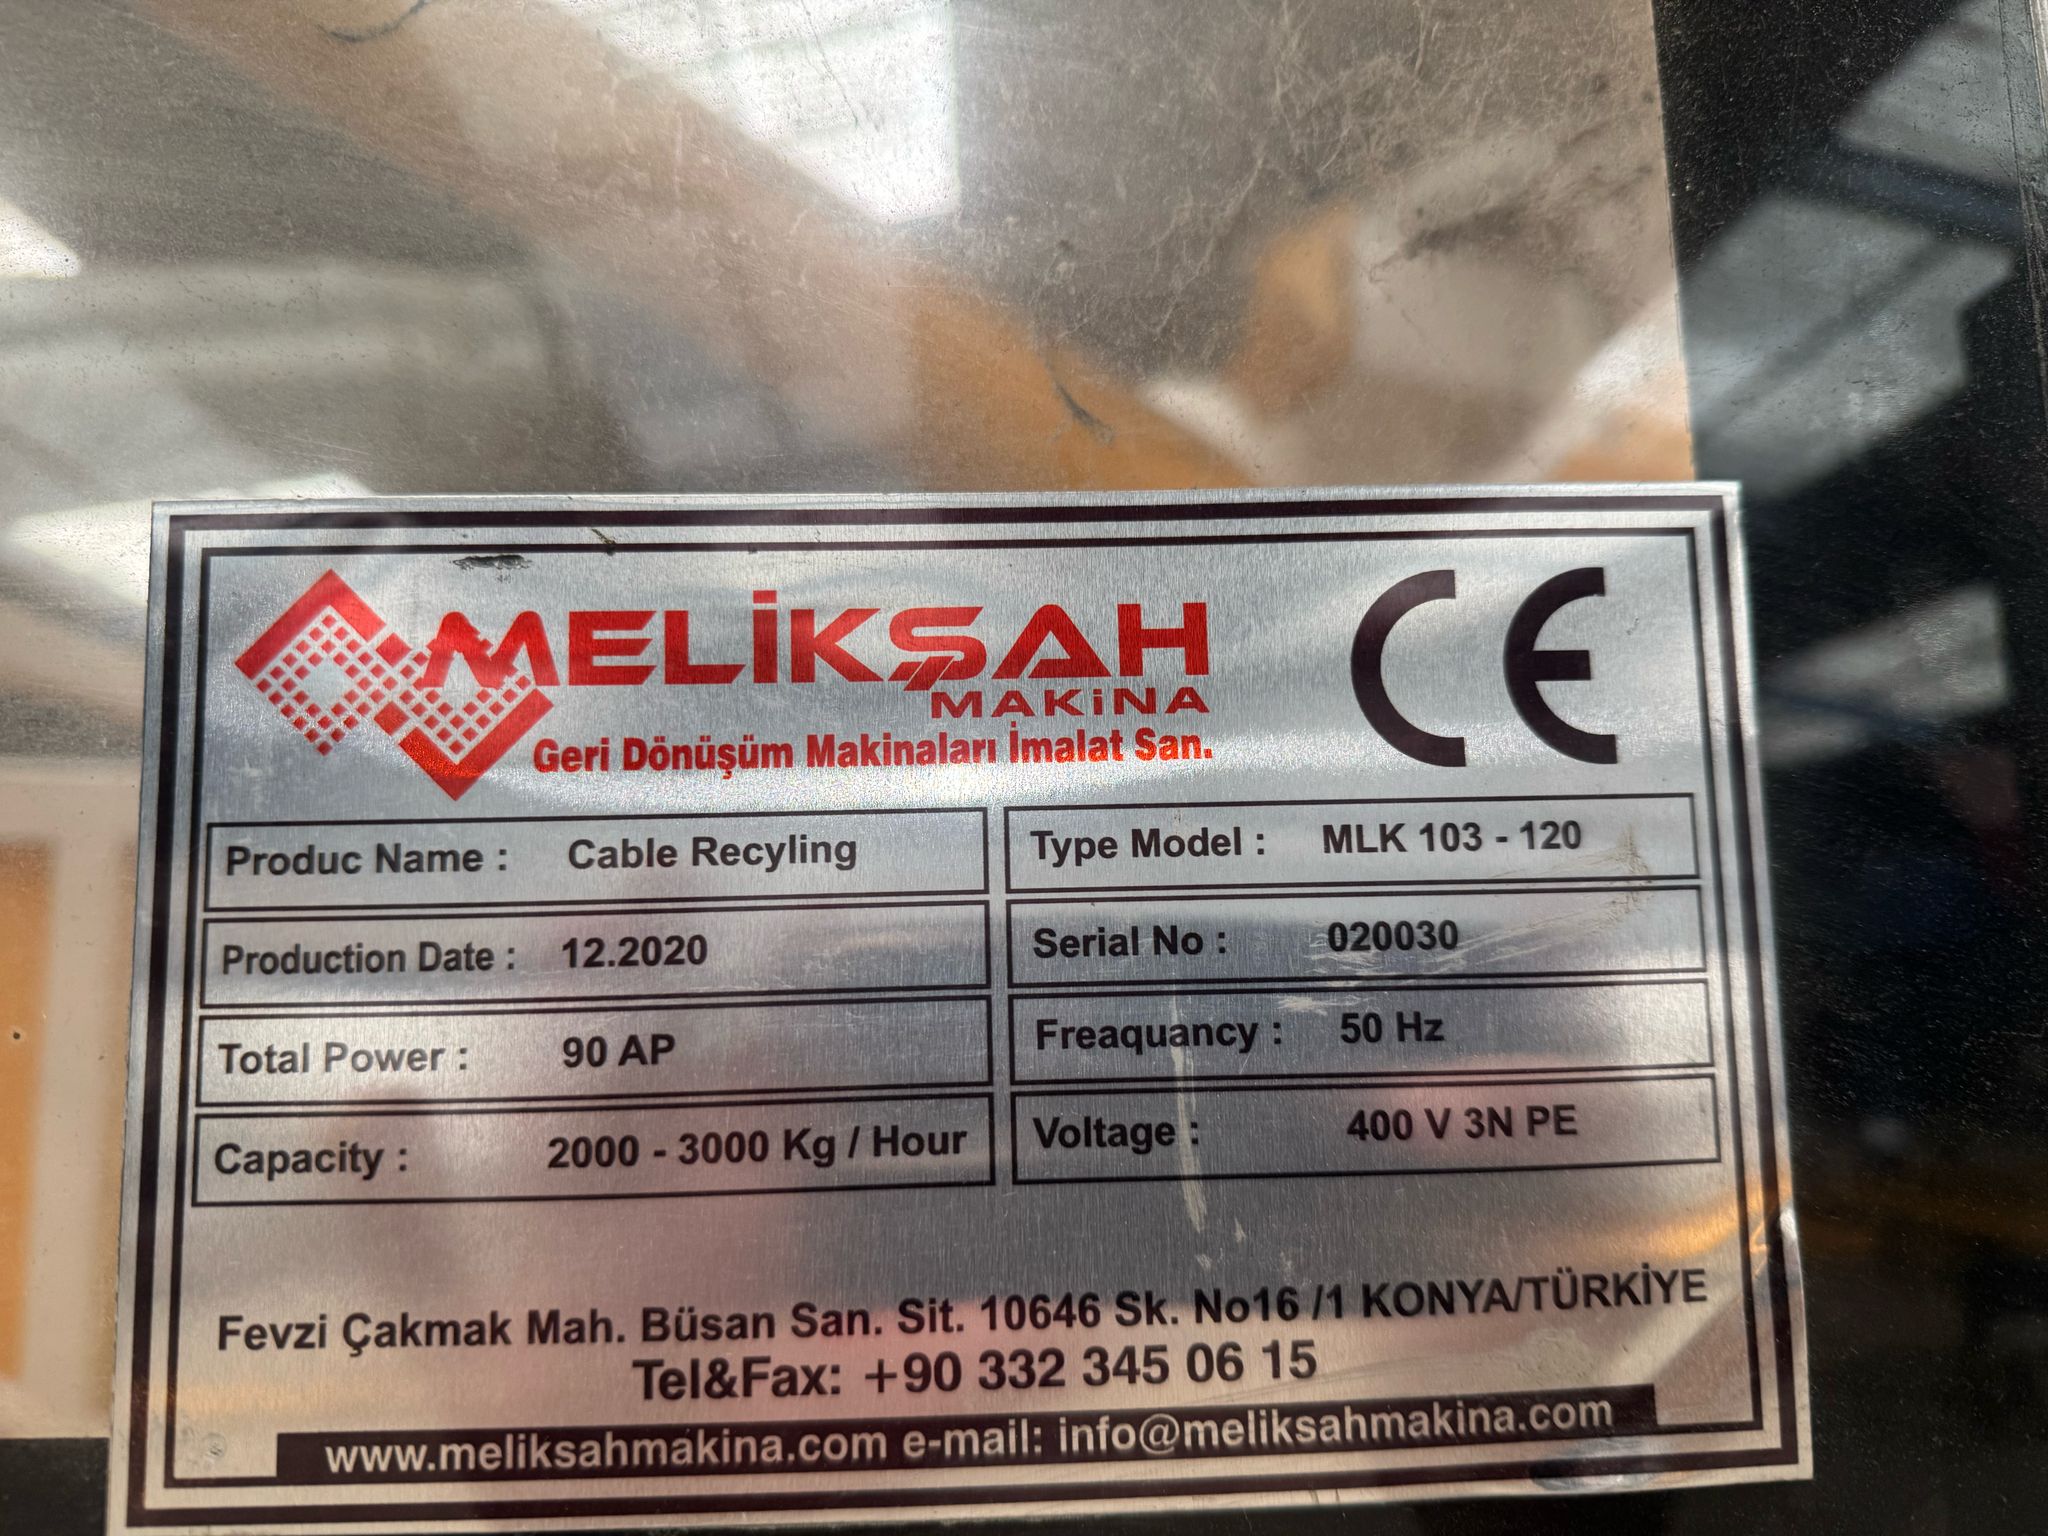 MELİKŞAH
MAKiNA
Geri Dönüşüm Makinaları İmalat San.
CE
Produc Name : Cable Recyling
Type Model : MLK 103 - 120
Production Date : 12.2020
Serial No : 020030
Total Power : 90 AP
Freaquancy : 50 Hz
Capacity : 2000 - 3000 Kg / Hour
Voltage : 400 V 3N PE
Fevzi Çakmak Mah. Büsan San. Sit. 10646 Sk. No16 /1 KONYA/TÜRKİYE
Tel&Fax: +90 332 345 06 15
www.meliksahmakina.com e-mail: info@meliksahmakina.com